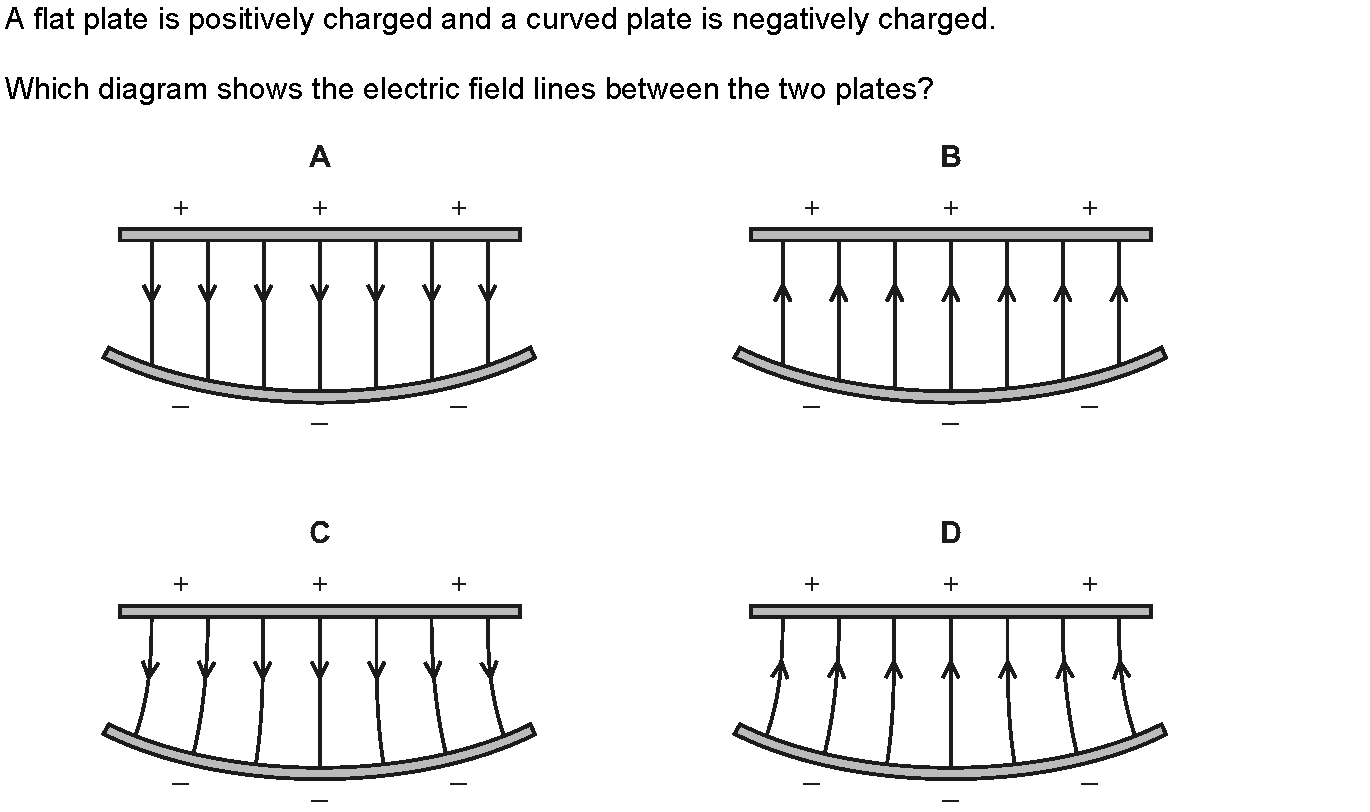 A flat plate is positively charged and a curved plate is negatively charged.
Which diagram shows the electric field lines between the two plates?
A B
+ + + + + +
– – – –
– –
C D
+ + + + + +
– – – –
– –